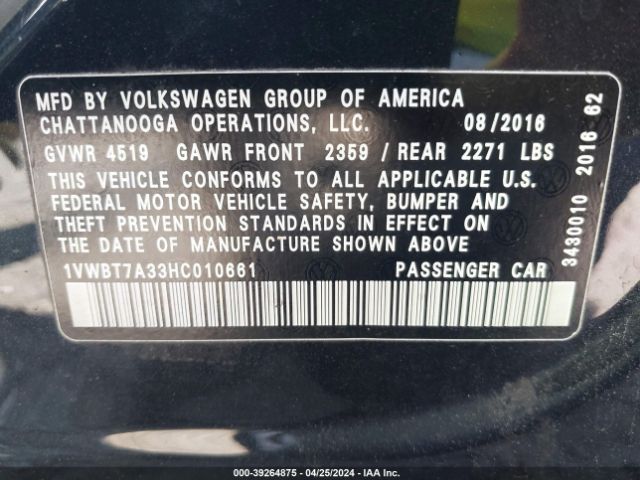 MFD BY VOLKSWAGEN GROUP OF AMERICA
CHATTANOOGA OPERATIONS, LLC. 08/2016
GVWR 4519 GAWR FRONT 2359 / REAR 2271 LBS
THIS VEHICLE CONFORMS TO ALL APPLICABLE U.S.
FEDERAL MOTOR VEHICLE SAFETY, BUMPER AND
THEFT PREVENTION STANDARDS IN EFFECT ON
THE DATE OF MANUFACTURE SHOWN ABOVE
1VWBT7A33HC010661 PASSENGER CAR
3430010 2016 62
000-39264875 - 04/25/2024 - IAA Inc.